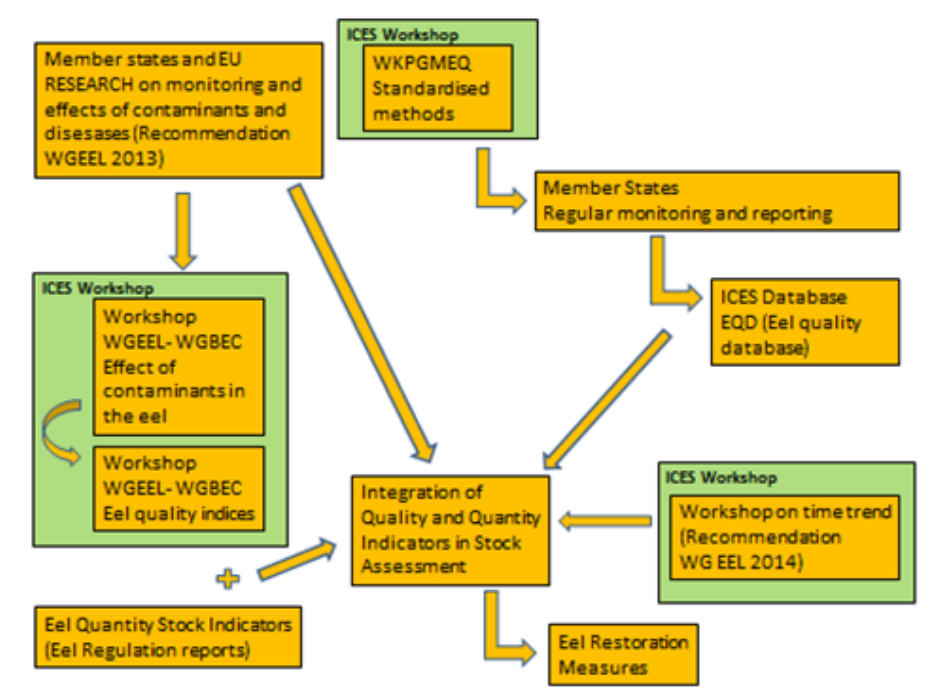 Member states and EU
RESEARCH on monitoring and
effects of contaminants and
disesases (Recommendation
WGEEL 2013)
ICES Workshop
WKPGMEQ
Standardised
methods
Member States
Regular monitoring and reporting
ICES Database
EQD (Eel quality
database)
ICES Workshop
Workshop
WGEEL- WGBEC
Effect of
contaminants in
the eel
Workshop
WGEEL- WGBEC
Eel quality indices
Integration of
Quality and Quantity
Indicators in Stock
Assessment
ICES Workshop
Workshop on time trend
(Recommendation
WG EEL 2014)
Eel Quantity Stock Indicators
(Eel Regulation reports)
Eel Restoration
Measures